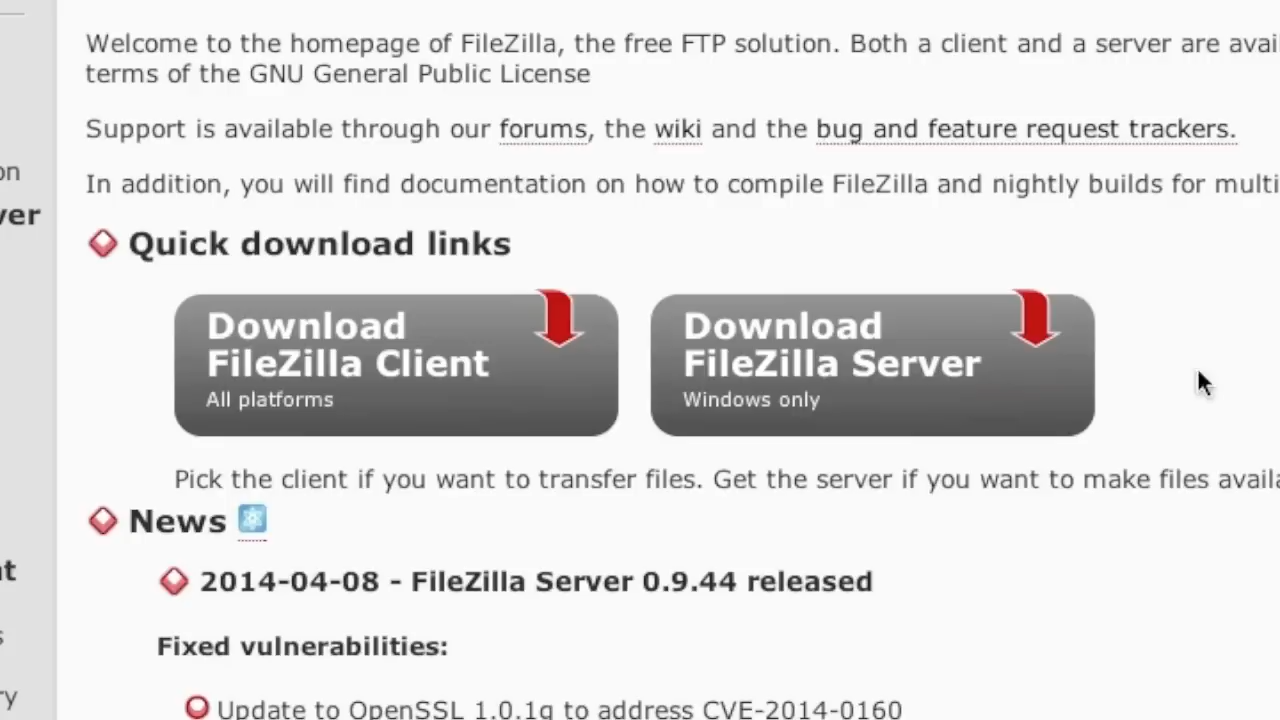 Welcome to the homepage of FileZilla, the free FTP solution. Both a client and a server are
terms of the GNU General Public License
Support is available through our forums, the wiki and the bug and feature request trackers.
In addition, you will find documentation on how to compile FileZilla and nightly builds for
Quick download links
Download
FileZilla Client
All platforms
Download
FileZilla Server
Windows only
Pick the client if you want to transfer files. Get the server if you want to make files
News
2014-04-08 - FileZilla Server 0.9.44 released
Fixed vulnerabilities:
Update to OpenSSL 1.0.1g to address CVE-2014-0160